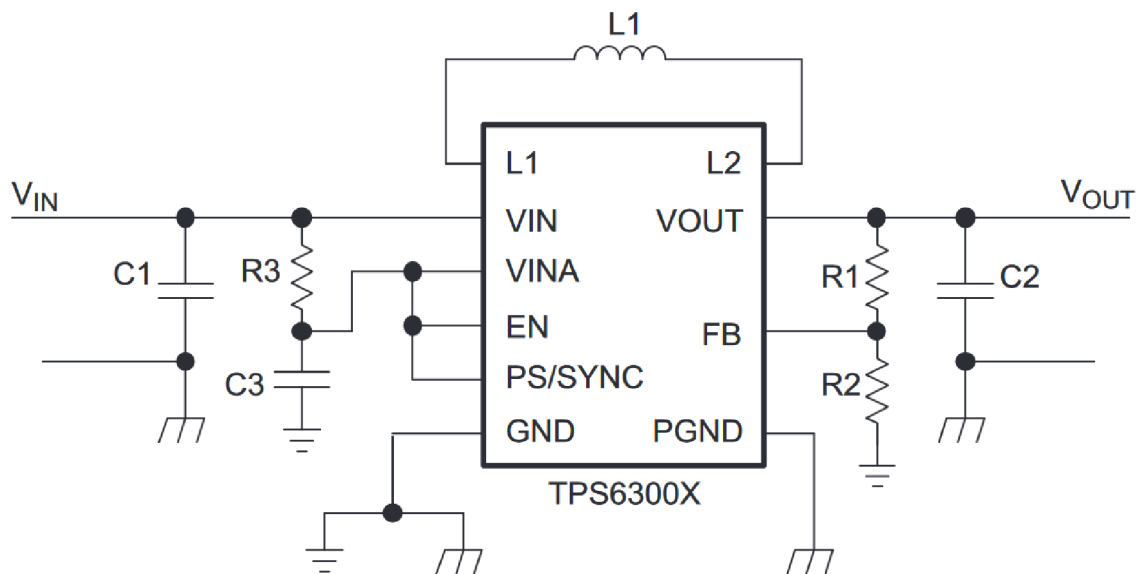 L1
L1 L2
VIN
VOUT
VIN VOUT
C1
R3
VINA
R1
C2
EN
FB
C3
PS/SYNC
R2
GND PGND
TPS6300X